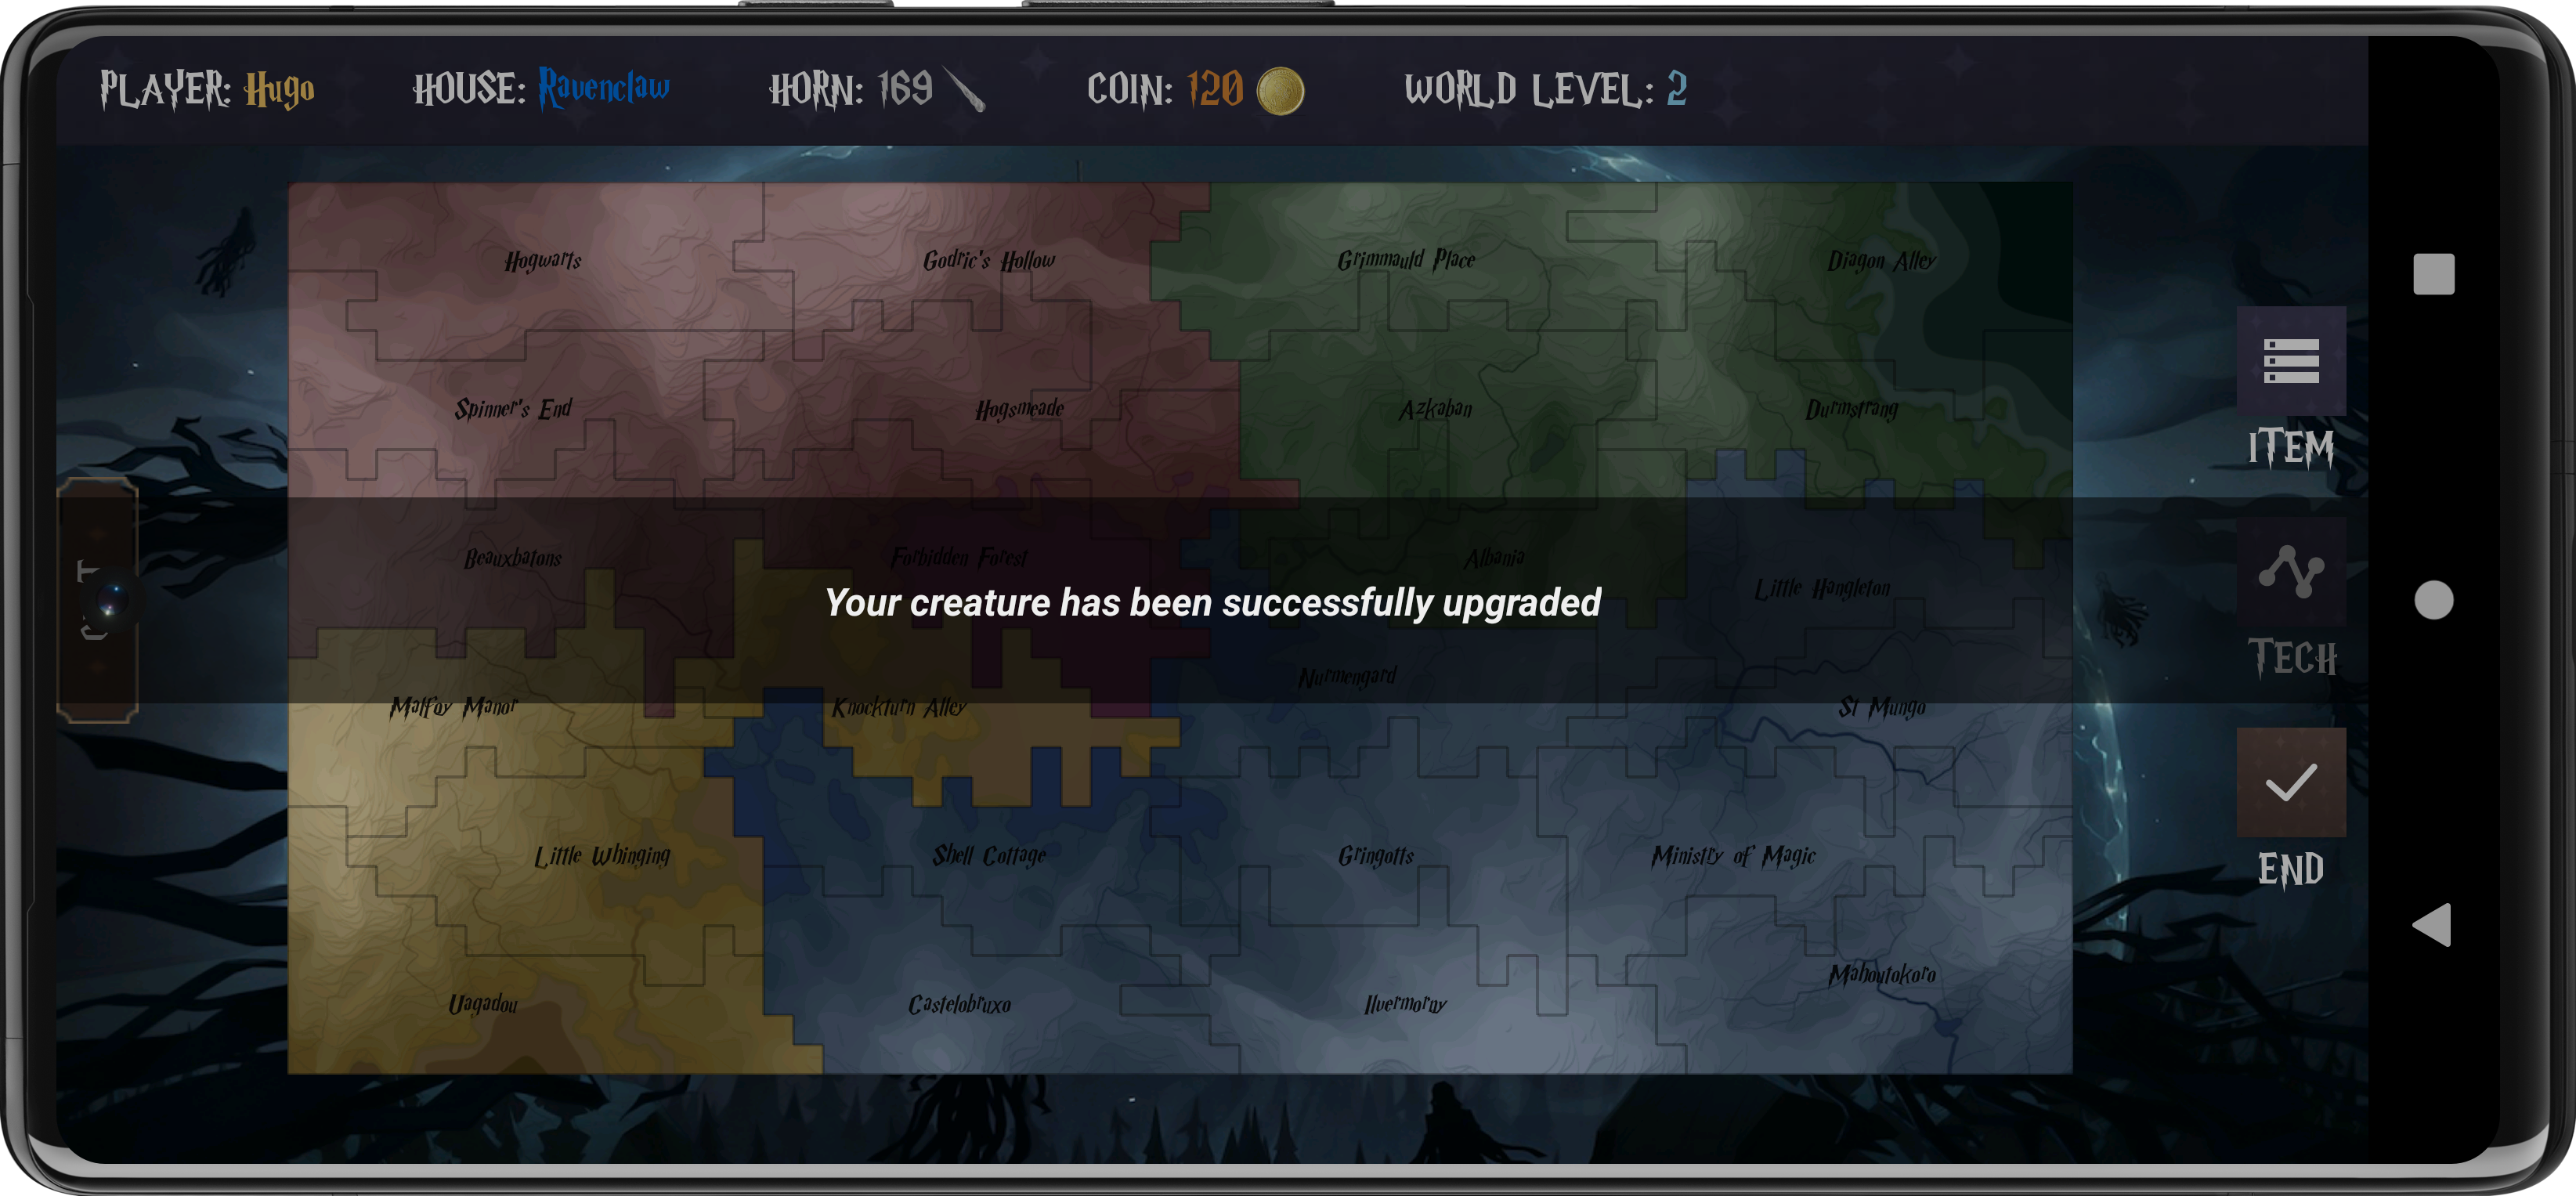 PLAYER: Hugo HOUSE: Ravenclaw HORN: 169 COIN: 120 WORLD LEVEL: 2
Hogwarts Godric's Hollow Grimmauld Place Diagon Alley
Spinner's End Hogsmeade Azkaban Durmstrang
ITEM
Beauxbatons Forbidden Forest Albania Little Hangleton
Your creature has been successfully upgraded
TECH
Malfoy Manor Knockturn Alley Nurmengard St Mungo
Little Whinging Shell Cottage Gringotts Ministry of Magic
END
Uagadou Castelobruxo Ilvermorny Mahoutokoro